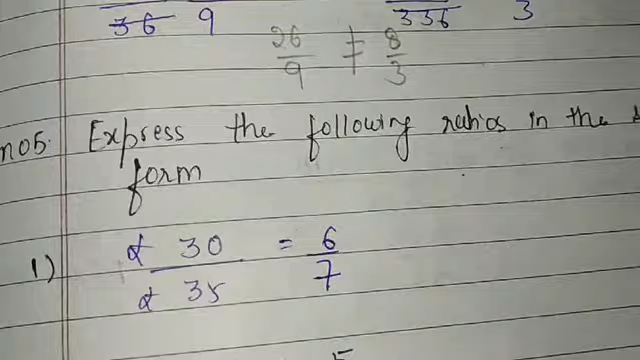 36 9 336 3
26/9 ≠ 8/3
no5. Express the following ratios in the
form
1) ₹ 30 / ₹ 35 = 6/7